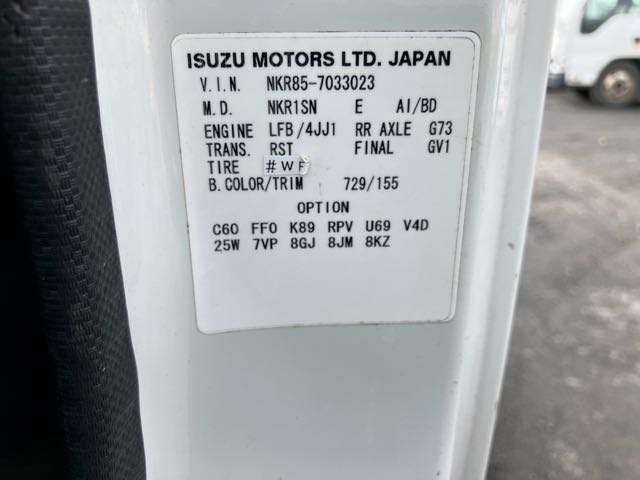 ISUZU MOTORS LTD. JAPAN
V.I.N. NKR85-7033023
M.D. NKR1SN E AI/BD
ENGINE LFB/4JJ1 RR AXLE G73
TRANS. RST FINAL GV1
TIRE #WF
B.COLOR/TRIM 729/155
OPTION
C60 FF0 K89 RPV U69 V4D
25W 7VP 8GJ 8JM 8KZ